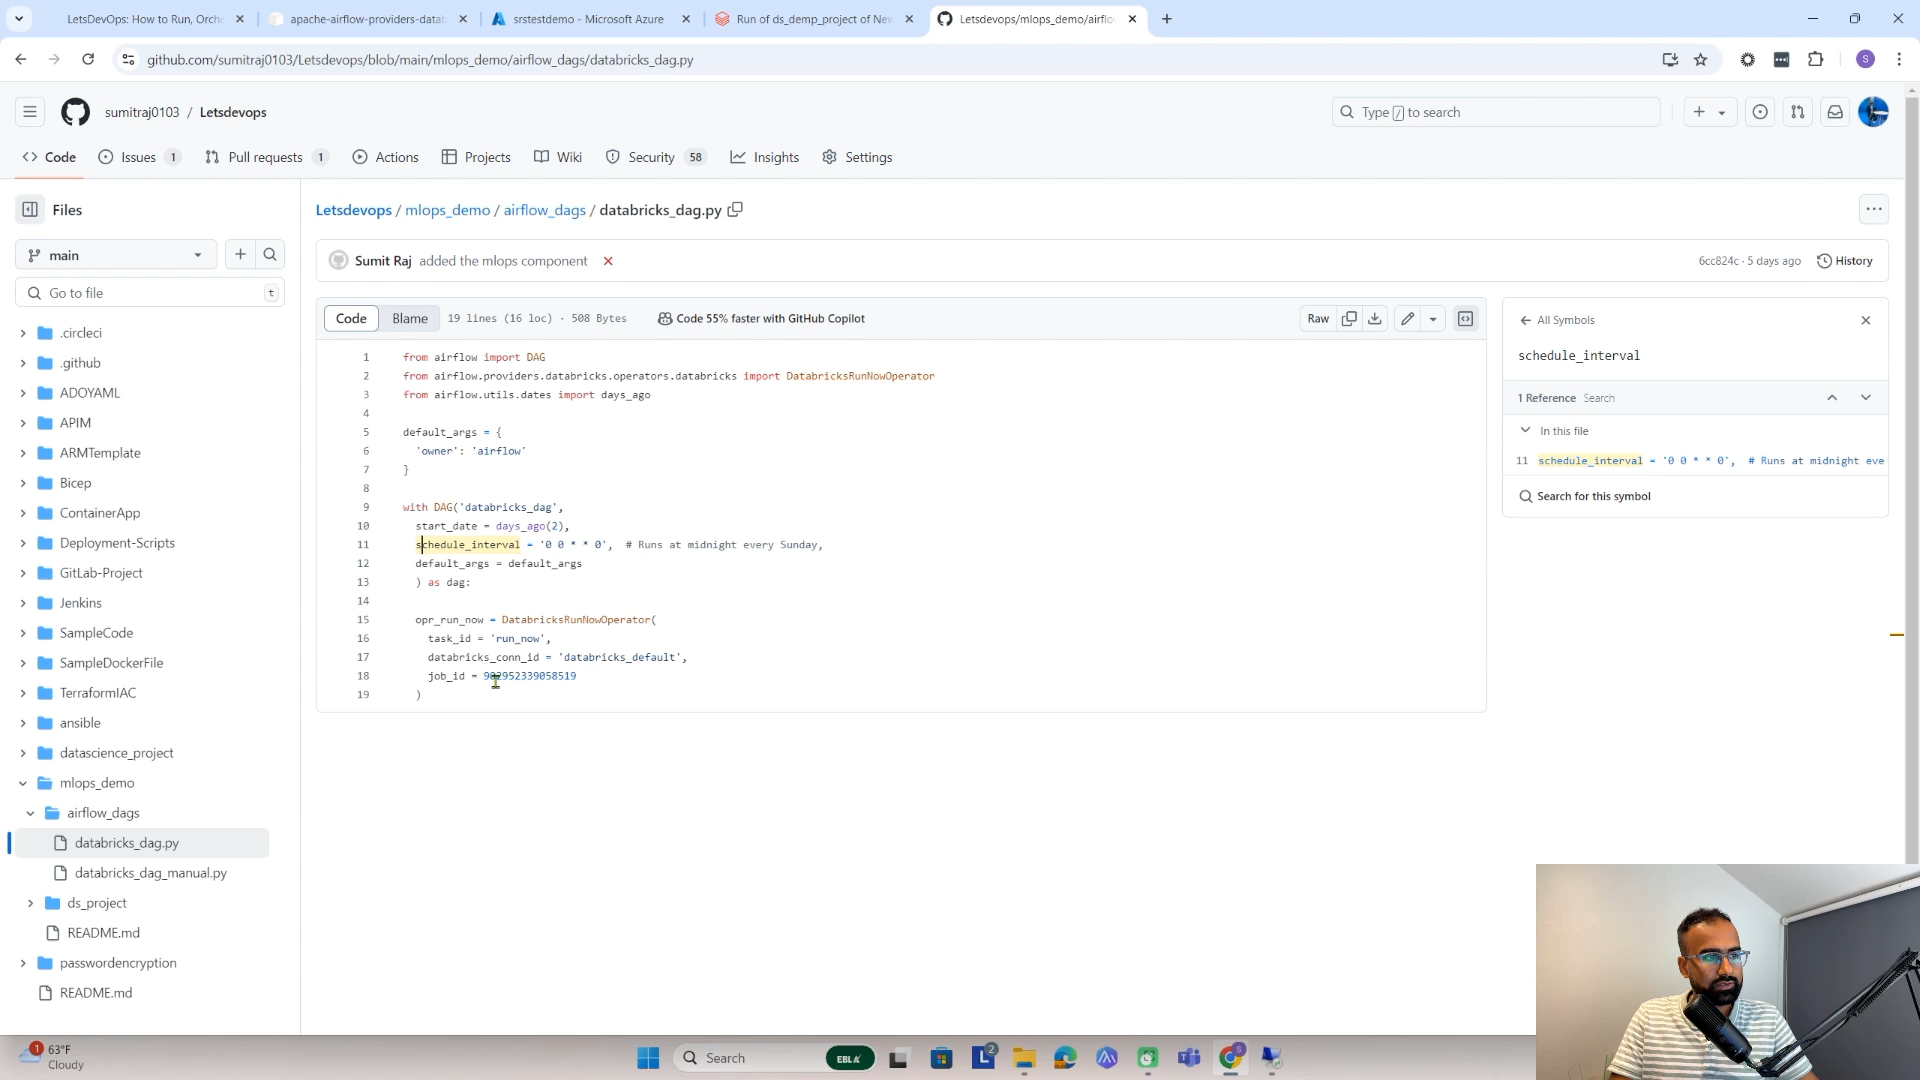 LetsDevOps: How to Run, Orche
apache-airflow-providers-datab
srstestdemo - Microsoft Azure
Run of ds_demp_project of Nev
Letsdevops/mlops_demo/airflo
github.com/sumitraj0103/Letsdevops/blob/main/mlops_demo/airflow_dags/databricks_dag.py
S
sumitraj0103 / Letsdevops
Type / to search
Code
Issues 1
Pull requests 1
Actions
Projects
Wiki
Security 58
Insights
Settings
Files
main
Go to file
t
.circleci
.github
ADOYAML
APIM
ARMTemplate
Bicep
ContainerApp
Deployment-Scripts
GitLab-Project
Jenkins
SampleCode
SampleDockerFile
TerraformIAC
ansible
datascience_project
mlops_demo
airflow_dags
databricks_dag.py
databricks_dag_manual.py
ds_project
README.md
passwordencryption
README.md
Letsdevops / mlops_demo / airflow_dags / databricks_dag.py
Sumit Raj added the mlops component
6cc824c · 5 days ago
History
Code
Blame
19 lines (16 loc) · 508 Bytes
Code 55% faster with GitHub Copilot
Raw
1 from airflow import DAG
2 from airflow.providers.databricks.operators.databricks import DatabricksRunNowOperator
3 from airflow.utils.dates import days_ago
4
5 default_args = {
6 'owner': 'airflow'
7 }
8
9 with DAG('databricks_dag',
10 start_date = days_ago(2),
11 schedule_interval = '0 0 * * 0', # Runs at midnight every Sunday,
12 default_args = default_args
13 ) as dag:
14
15 opr_run_now = DatabricksRunNowOperator(
16 task_id = 'run_now',
17 databricks_conn_id = 'databricks_default',
18 job_id =
19 )
All Symbols
schedule_interval
1 Reference Search
In this file
11 schedule_interval = '0 0 * * 0', # Runs at midnight eve
Search for this symbol
1
63°F
Cloudy
Search
EBLA
L
2
S